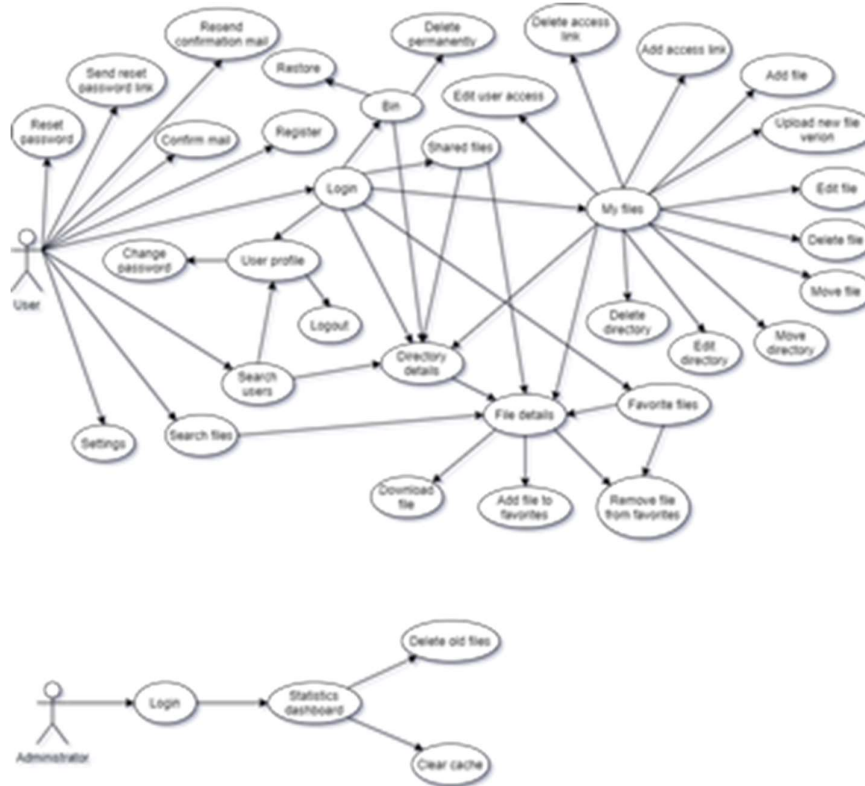 Resend
confirmation mail
Delete
permanently
Delete access
link
Add access link
Send reset
password link
Restore
Bin
Edit user access
Add file
Reset
password
Confirm mail
Register
Shared files
Upload new file
verion
Login
My files
Edit file
User
Change
password
User profile
Delete file
Move file
Logout
Delete
directory
Edit
directory
Move
directory
Search
users
Directory
details
Settings
Search files
File details
Favorite files
Download
file
Add file to
favorites
Remove file
from favorites
Delete old files
Login
Statistics
dashboard
Administrator
Clear cache